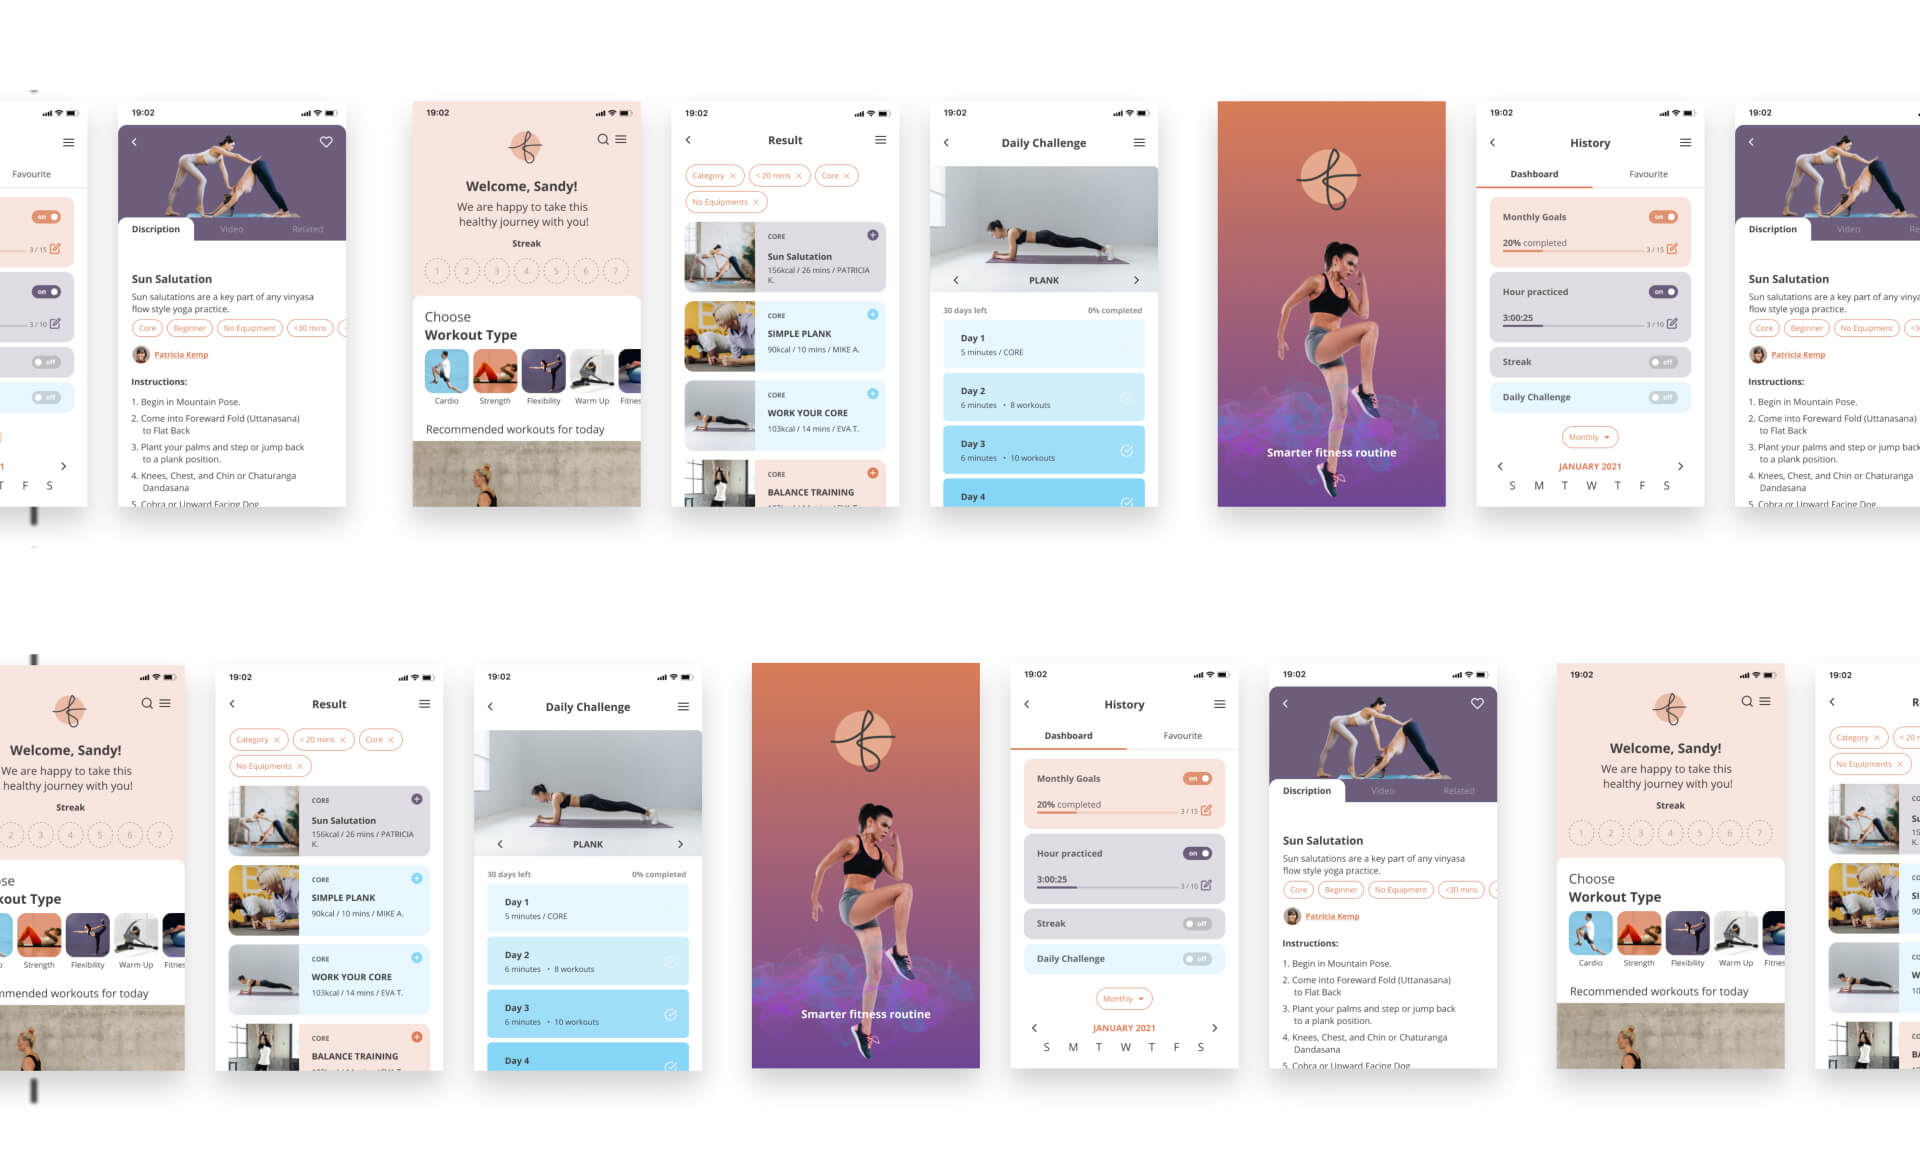 Favourite
on
3 / 15
on
3 / 10
off
off
1
T F S
19:02
Discription Video Related
Sun Salutation
Sun salutations are a key part of any vinyasa
flow style yoga practice.
Core Beginner No Equipment <30 mins
Patricia Kemp
Instructions:
1. Begin in Mountain Pose.
2. Come into Foreward Fold (Uttanasana)
to Flat Back
3. Plant your palms and step or jump back
to a plank position.
4. Knees, Chest, and Chin or Chaturanga
Dandasana
5. Cobra or Upward Facing Dog
19:02
Welcome, Sandy!
We are happy to take this
healthy journey with you!
Streak
1 2 3 4 5 6 7
Choose
Workout Type
Cardio Strength Flexibility Warm Up Fitnes
Recommended workouts for today
19:02
Result
Category × < 20 mins × Core ×
No Equipments ×
CORE
Sun Salutation
156kcal / 26 mins / PATRICIA
K.
CORE
SIMPLE PLANK
90kcal / 10 mins / MIKE A.
CORE
WORK YOUR CORE
103kcal / 14 mins / EVA T.
CORE
BALANCE TRAINING
19:02
Daily Challenge
PLANK
30 days left 0% completed
Day 1
5 minutes / CORE
Day 2
6 minutes • 8 workouts
Day 3
6 minutes • 10 workouts
Day 4
Smarter fitness routine
19:02
History
Dashboard Favourite
Monthly Goals on
20% completed 3 / 15
Hour practiced on
3:00:25 3 / 10
Streak off
Daily Challenge off
Monthly
JANUARY 2021
S M T W T F S
19:02
Discription Video Re
Sun Salutation
Sun salutations are a key part of any vinya
flow style yoga practice.
Core Beginner No Equipment <3
Patricia Kemp
Instructions:
1. Begin in Mountain Pose.
2. Come into Foreward Fold (Uttanasana)
to Flat Back
3. Plant your palms and step or jump back
to a plank position.
4. Knees, Chest, and Chin or Chaturanga
Dandasana
5. Cobra or Upward Facing Dog
Welcome, Sandy!
We are happy to take this
healthy journey with you!
Streak
2 3 4 5 6 7
ose
kout Type
o Strength Flexibility Warm Up Fitnes
mmended workouts for today
19:02
Result
Category × < 20 mins × Core ×
No Equipments ×
CORE
Sun Salutation
156kcal / 26 mins / PATRICIA
K.
CORE
SIMPLE PLANK
90kcal / 10 mins / MIKE A.
CORE
WORK YOUR CORE
103kcal / 14 mins / EVA T.
CORE
BALANCE TRAINING
19:02
Daily Challenge
PLANK
30 days left 0% completed
Day 1
5 minutes / CORE
Day 2
6 minutes • 8 workouts
Day 3
6 minutes • 10 workouts
Day 4
Smarter fitness routine
19:02
History
Dashboard Favourite
Monthly Goals on
20% completed 3 / 15
Hour practiced on
3:00:25 3 / 10
Streak off
Daily Challenge off
Monthly
JANUARY 2021
S M T W T F S
19:02
Discription Video Related
Sun Salutation
Sun salutations are a key part of any vinyasa
flow style yoga practice.
Core Beginner No Equipment <30 mins
Patricia Kemp
Instructions:
1. Begin in Mountain Pose.
2. Come into Foreward Fold (Uttanasana)
to Flat Back
3. Plant your palms and step or jump back
to a plank position.
4. Knees, Chest, and Chin or Chaturanga
Dandasana
5. Cobra or Upward Facing Dog
19:02
Welcome, Sandy!
We are happy to take this
healthy journey with you!
Streak
1 2 3 4 5 6 7
Choose
Workout Type
Cardio Strength Flexibility Warm Up Fitnes
Recommended workouts for today
19:02
R
Category × < 20 m
No Equipments ×
CO
Su
15
K.
CO
SI
90
CO
W
10
CO
BA